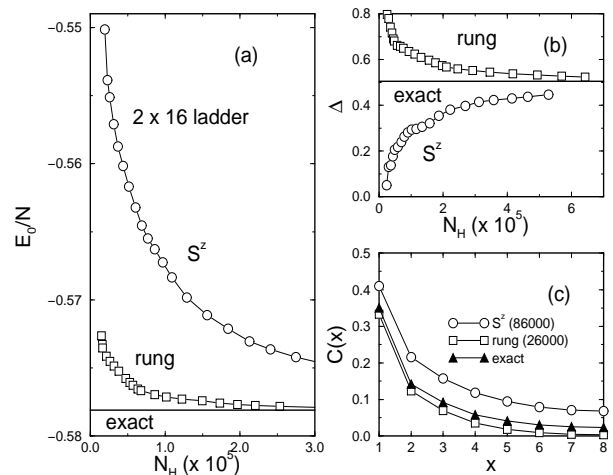 -0.55
-0.56
-0.57
-0.58
E0/N
(a)
2 x 16 ladder
S^z
rung
exact
0.0 1.0 2.0 3.0
N_H (x 10^5)
0.8
0.6
0.4
0.2
0.0
Δ
(b)
rung
exact
S^z
0 2 4 6
N_H (x 10^5)
0.5
0.4
0.3
0.2
0.1
0.0
C(x)
(c)
S^z (86000)
rung (26000)
exact
1 2 3 4 5 6 7 8
x